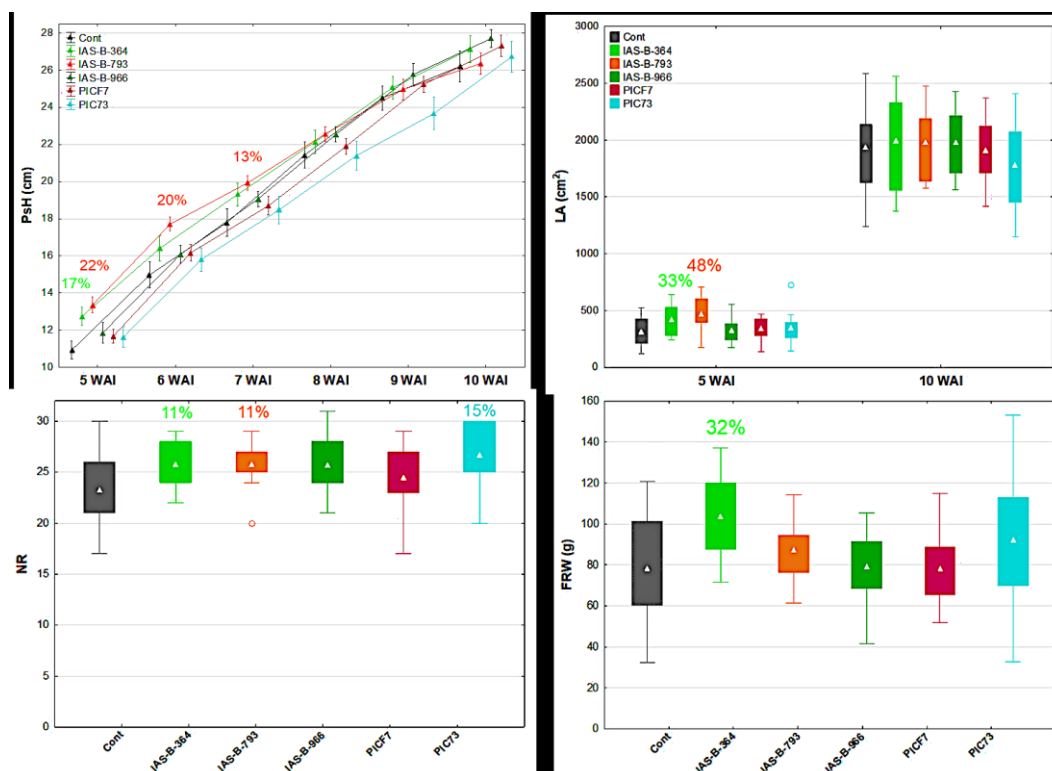 28
26
24
22
20
18
16
14
12
10
PsH (cm)
Cont
IAS-B-364
IAS-B-793
IAS-B-966
PICF7
PIC73
17%
22%
20%
13%
5 WAI
6 WAI
7 WAI
8 WAI
9 WAI
10 WAI
3000
2500
2000
1500
1000
500
0
LA (cm²)
Cont
IAS-B-364
IAS-B-793
IAS-B-966
PICF7
PIC73
33%
48%
5 WAI
10 WAI
30
25
20
15
10
5
0
NR
11%
11%
15%
Cont
IAS-B-364
IAS-B-793
IAS-B-966
PICF7
PIC73
160
140
120
100
80
60
40
20
0
FRW (g)
32%
Cont
IAS-B-364
IAS-B-793
IAS-B-966
PICF7
PIC73